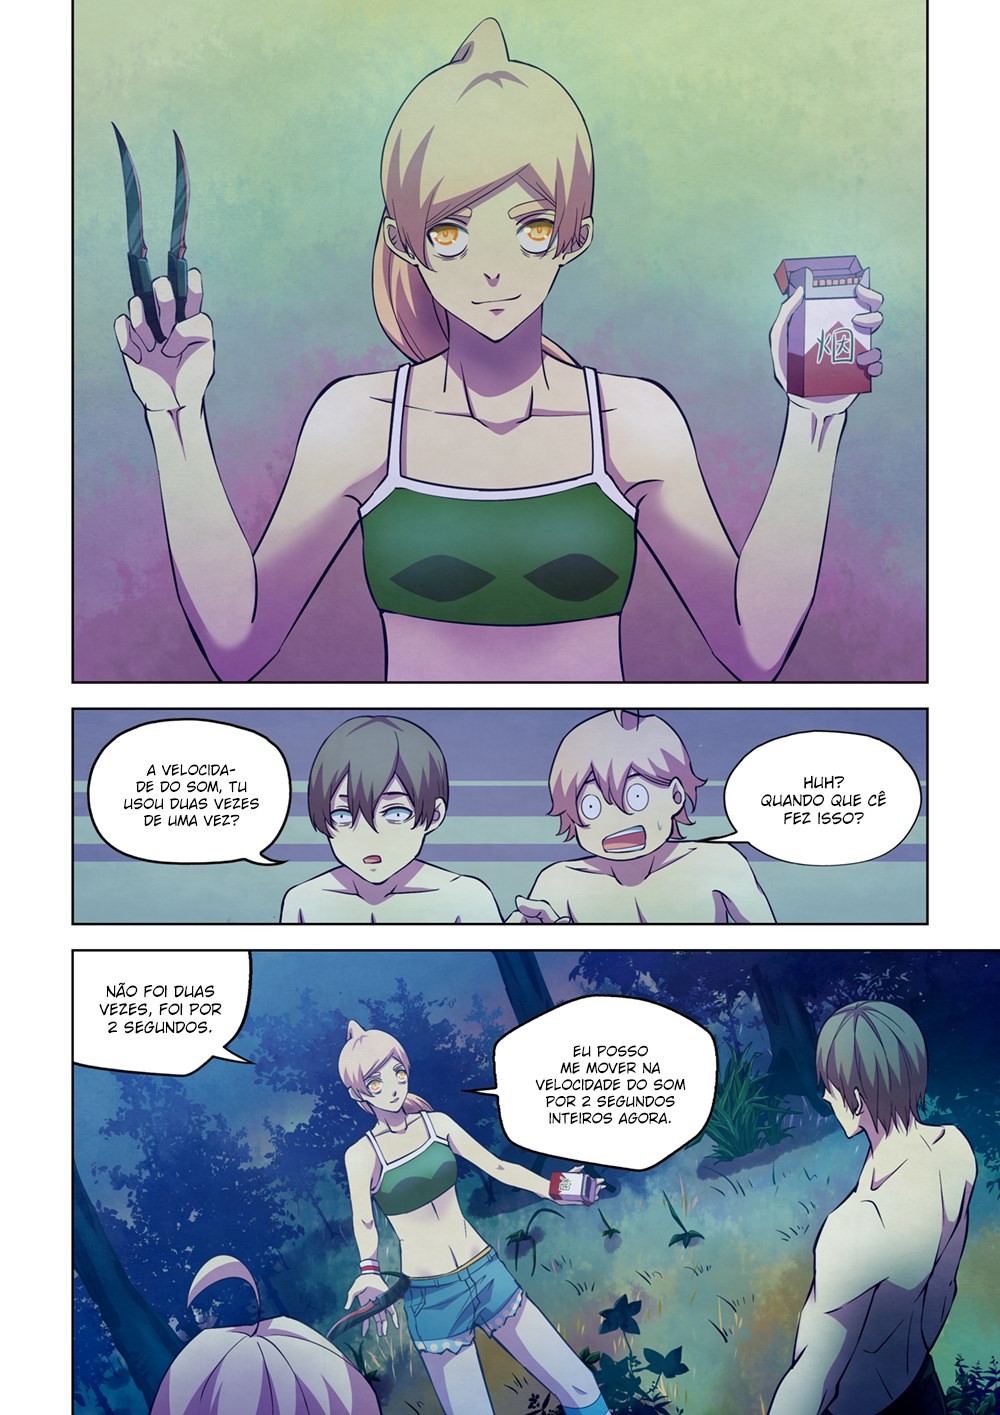 烟
A VELOCIDA-
DE DO SOM, TU
USOU DUAS VEZES
DE UMA VEZ?
HUH?
QUANDO QUE CÊ
FEZ ISSO?
NÃO FOI DUAS
VEZES, FOI POR
2 SEGUNDOS.
EU POSSO
ME MOVER NA
VELOCIDADE DO SOM
POR 2 SEGUNDOS
INTEIROS AGORA.
烟